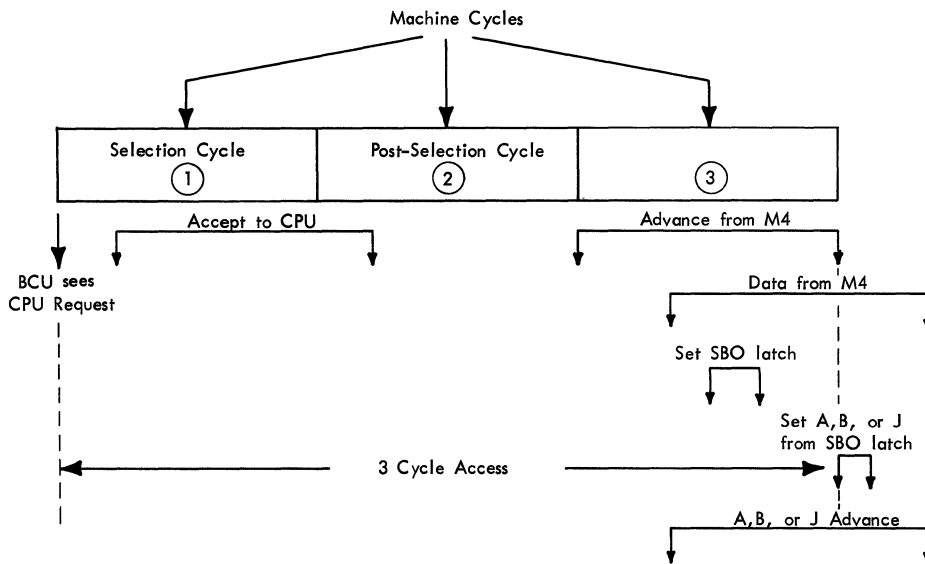 Machine Cycles
Selection Cycle
1
Post-Selection Cycle
2
3
Accept to CPU
Advance from M4
BCU sees
CPU Request
Data from M4
Set SBO latch
Set A,B, or J
from SBO latch
3 Cycle Access
A,B, or J Advance